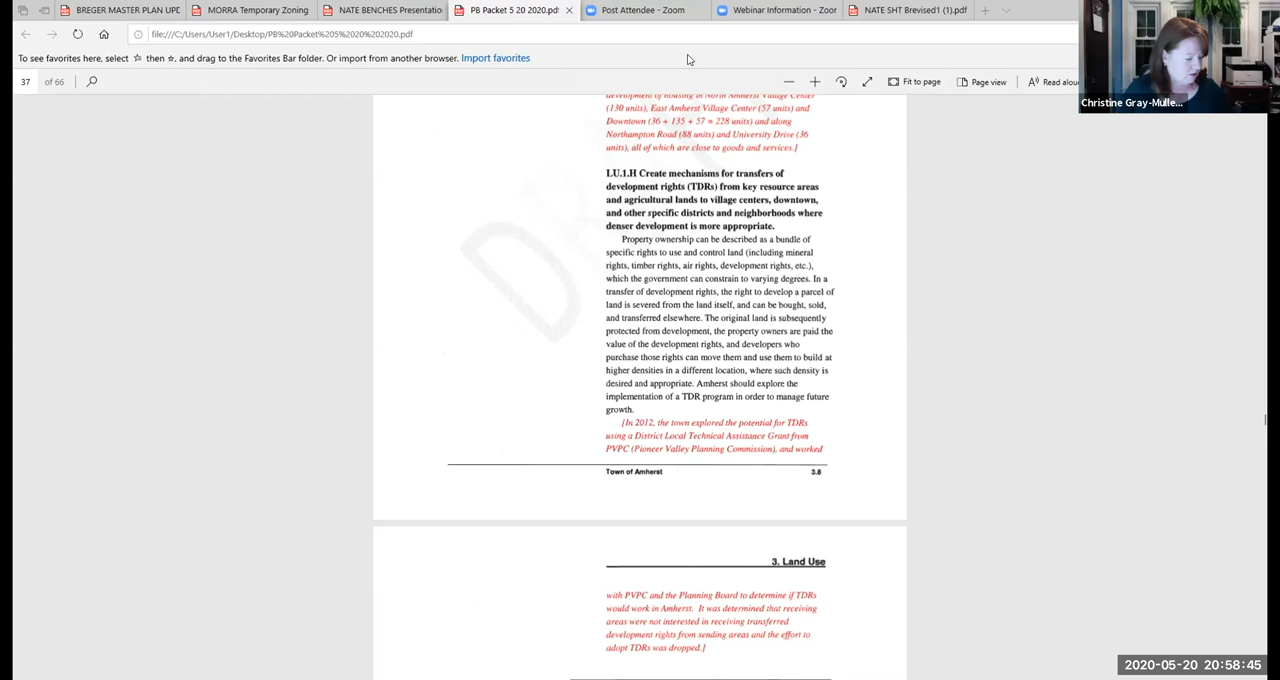 BREGER MASTER PLAN UPD
MORRA Temporary Zoning
NATE BENCHES Presentatio
PB Packet 5 20 2020.pdf
Post Attendee - Zoom
Webinar Information - Zoor
NATE SHT Brevised1 (1).pdf
file:///C:/Users/User1/Desktop/PB%20Packet%205%2020%202020.pdf
To see favorites here, select ☆ then ☆, and drag to the Favorites Bar folder. Or import from another browser. Import favorites
37 of 66
Fit to page
Page view
Read alou
Christine Gray-Mulle...
development of housing in North Amherst Village Center
(130 units), East Amherst Village Center (57 units) and
Downtown (36 + 135 + 57 = 228 units) and along
Northampton Road (88 units) and University Drive (36
units), all of which are close to goods and services.]
LU.1.H Create mechanisms for transfers of
development rights (TDRs) from key resource areas
and agricultural lands to village centers, downtown,
and other specific districts and neighborhoods where
denser development is more appropriate.
Property ownership can be described as a bundle of
specific rights to use and control land (including mineral
rights, timber rights, air rights, development rights, etc.),
which the government can constrain to varying degrees. In a
transfer of development rights, the right to develop a parcel of
land is severed from the land itself, and can be bought, sold,
and transferred elsewhere. The original land is subsequently
protected from development, the property owners are paid the
value of the development rights, and developers who
purchase those rights can move them and use them to build at
higher densities in a different location, where such density is
desired and appropriate. Amherst should explore the
implementation of a TDR program in order to manage future
growth.
[In 2012, the town explored the potential for TDRs
using a District Local Technical Assistance Grant from
PVPC (Pioneer Valley Planning Commission), and worked
Town of Amherst 3.8
3. Land Use
with PVPC and the Planning Board to determine if TDRs
would work in Amherst. It was determined that receiving
areas were not interested in receiving transferred
development rights from sending areas and the effort to
adopt TDRs was dropped.]
2020-05-20 20:58:45